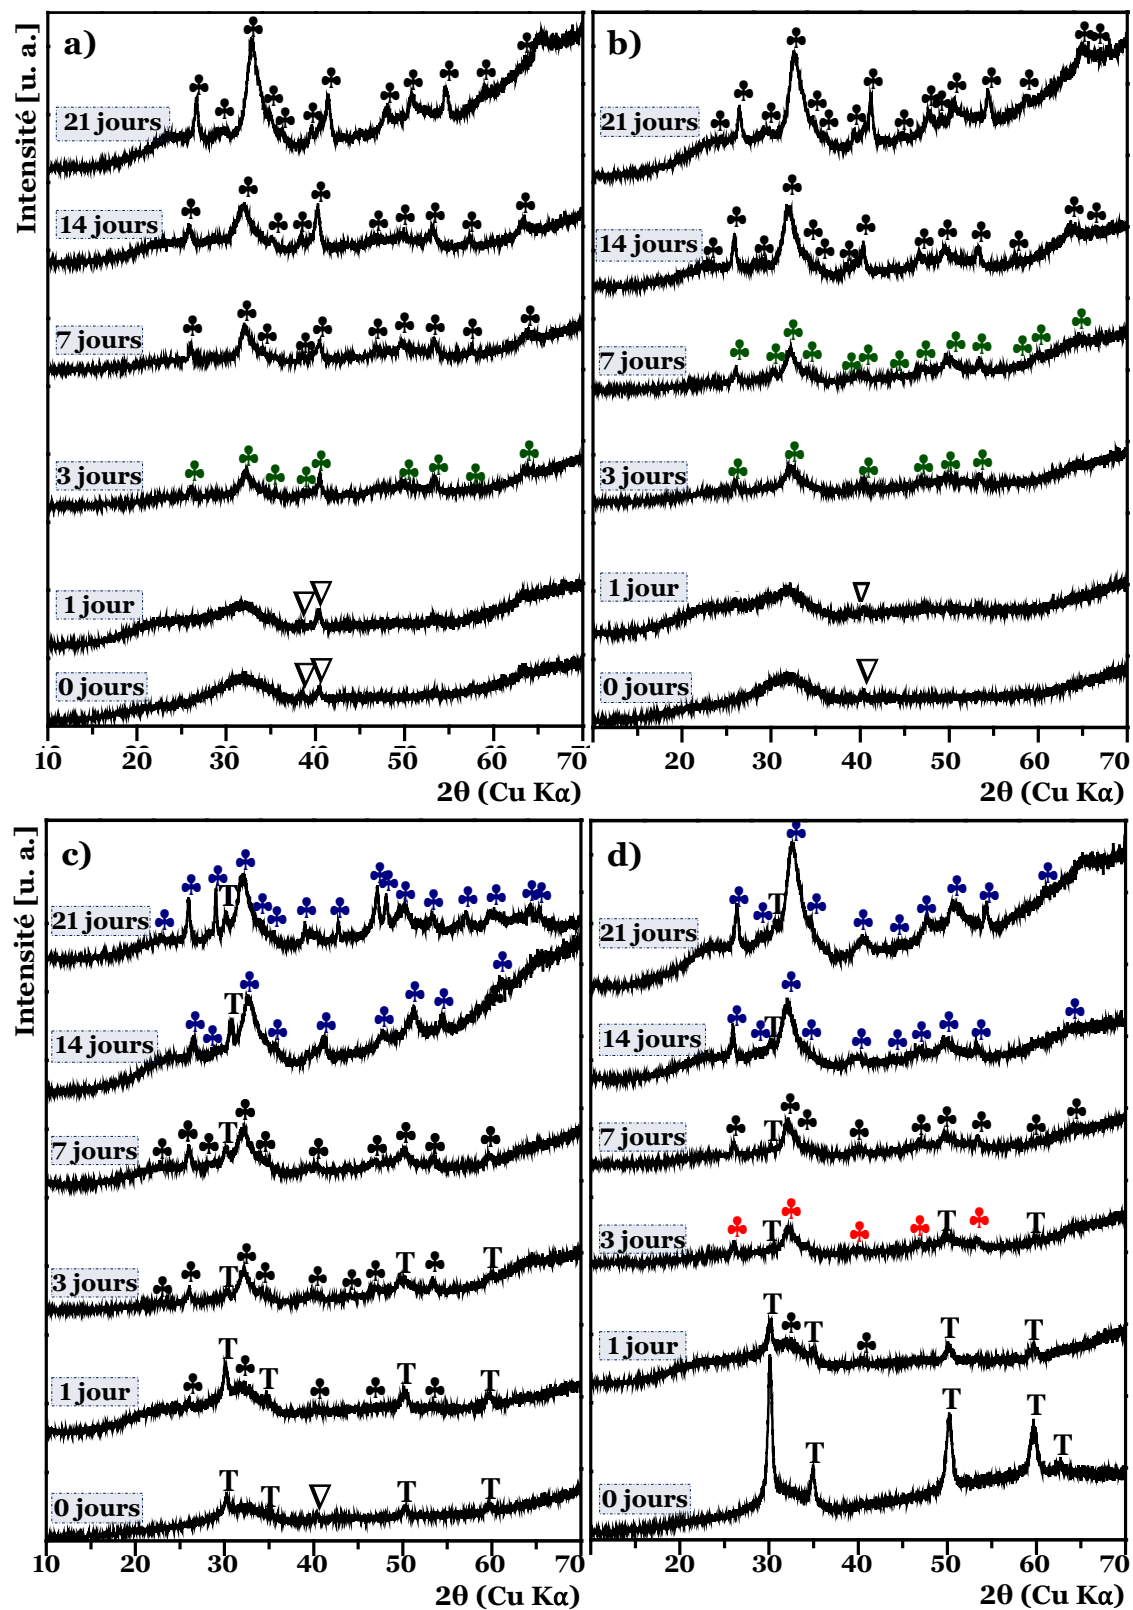 Intensité [u. a.]
a)
21 jours
14 jours
7 jours
3 jours
1 jour
0 jours
10 20 30 40 50 60 70
2θ (Cu Kα)
b)
21 jours
14 jours
7 jours
3 jours
1 jour
0 jours
20 30 40 50 60 70
2θ (Cu Kα)
Intensité [u. a.]
c)
21 jours
T
14 jours
T
7 jours
T
3 jours
T T T
1 jour
T T T T
0 jours
T T T T
10 20 30 40 50 60 70
2θ (Cu Kα)
d)
21 jours
T
14 jours
T
7 jours
T
3 jours
T T T
1 jour
T T T T
0 jours
T T T T
20 30 40 50 60 70
2θ (Cu Kα)